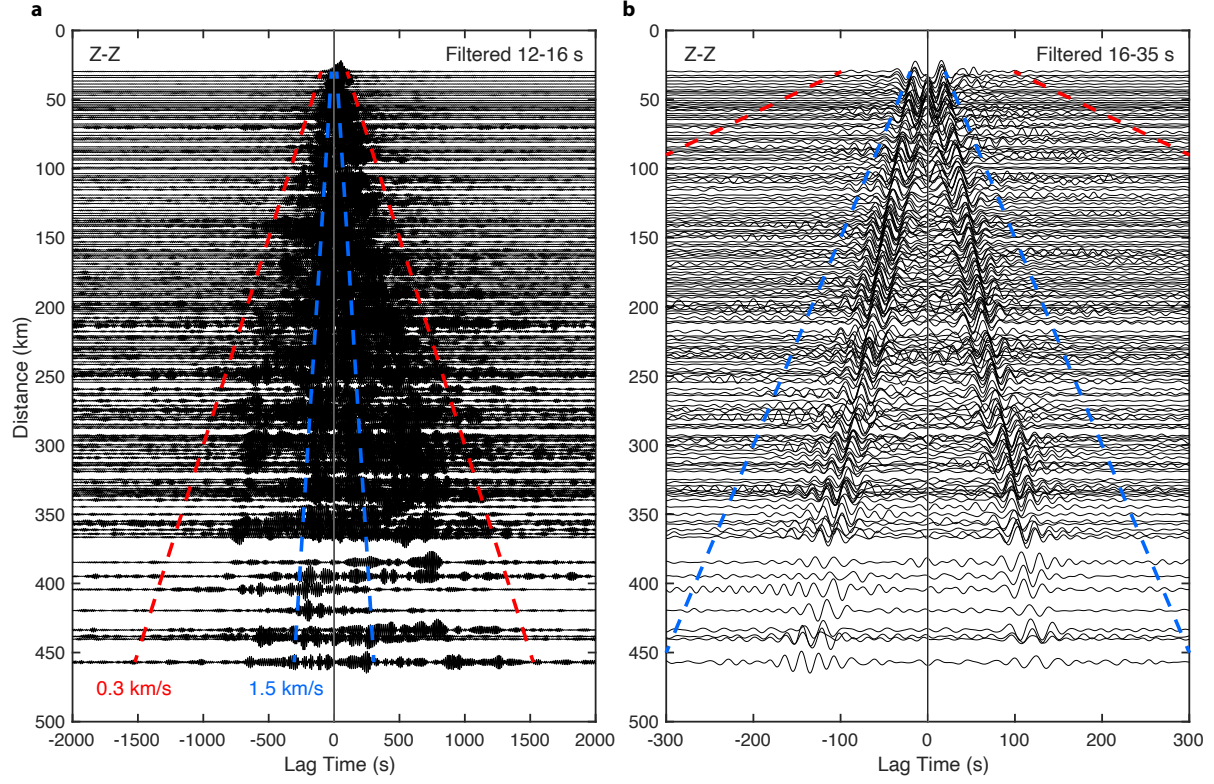 a
b
Z-Z
Filtered 12-16 s
Z-Z
Filtered 16-35 s
0
50
100
150
200
250
300
350
400
450
500
Distance (km)
0.3 km/s
1.5 km/s
-2000 -1500 -1000 -500 0 500 1000 1500 2000
Lag Time (s)
0
50
100
150
200
250
300
350
400
450
500
-300 -200 -100 0 100 200 300
Lag Time (s)